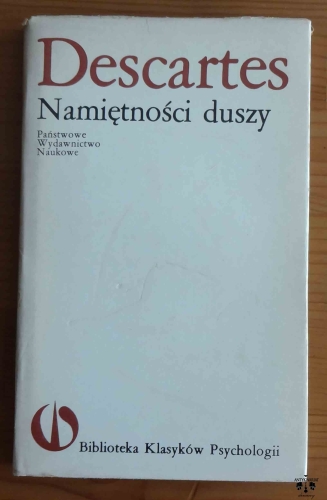 Descartes
Namiętności duszy
Państwowe
Wydawnictwo
Naukowe
Biblioteka Klasyków Psychologii